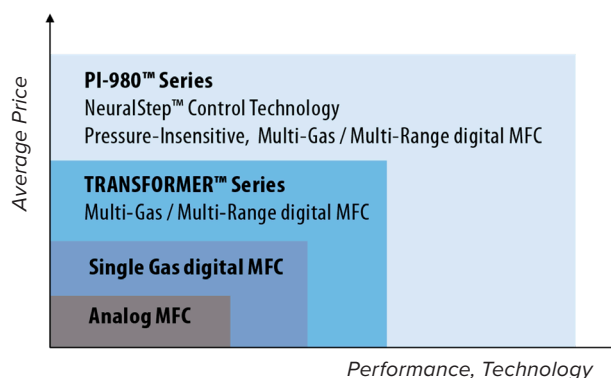 Average Price
PI-980™ Series
NeuralStep™ Control Technology
Pressure-Insensitive, Multi-Gas / Multi-Range digital MFC
TRANSFORMER™ Series
Multi-Gas / Multi-Range digital MFC
Single Gas digital MFC
Analog MFC
Performance, Technology